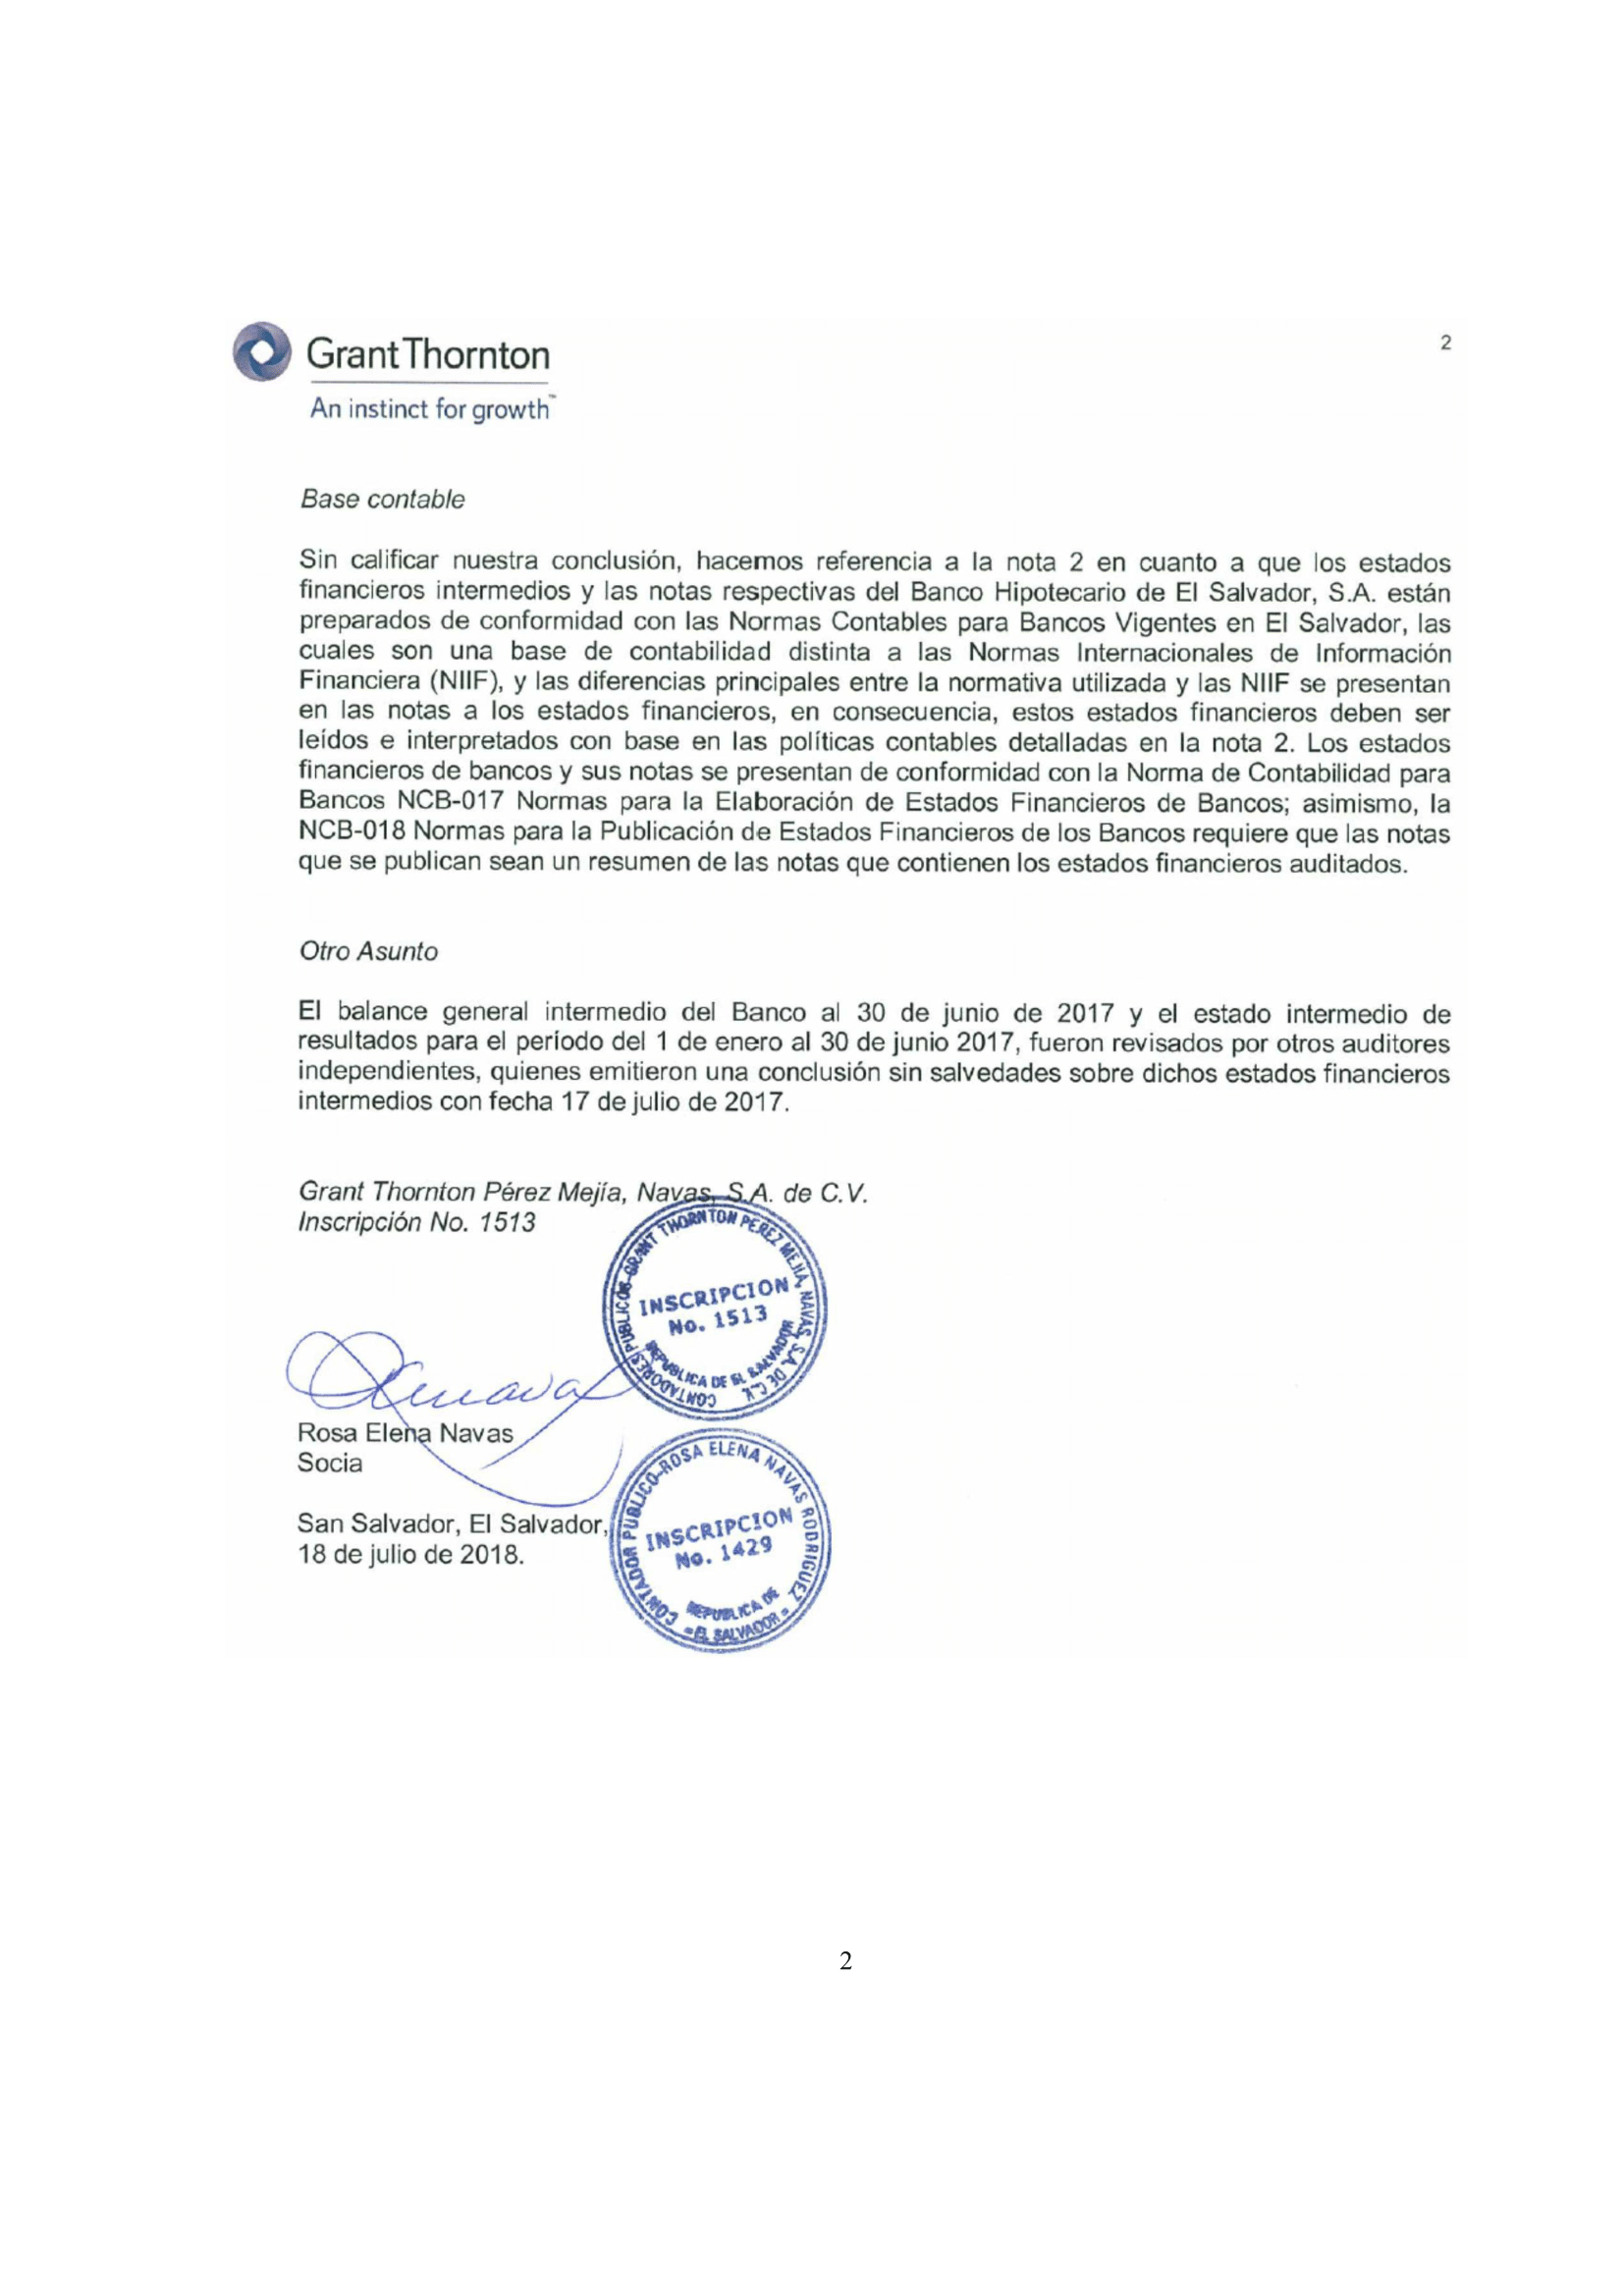 Grant Thornton
An instinct for growth™
2
Base contable
Sin calificar nuestra conclusión, hacemos referencia a la nota 2 en cuanto a que los estados
financieros intermedios y las notas respectivas del Banco Hipotecario de El Salvador, S.A. están
preparados de conformidad con las Normas Contables para Bancos Vigentes en El Salvador, las
cuales son una base de contabilidad distinta a las Normas Internacionales de Información
Financiera (NIIF), y las diferencias principales entre la normativa utilizada y las NIIF se presentan
en las notas a los estados financieros, en consecuencia, estos estados financieros deben ser
leídos e interpretados con base en las políticas contables detalladas en la nota 2. Los estados
financieros de bancos y sus notas se presentan de conformidad con la Norma de Contabilidad para
Bancos NCB-017 Normas para la Elaboración de Estados Financieros de Bancos; asimismo, la
NCB-018 Normas para la Publicación de Estados Financieros de los Bancos requiere que las notas
que se publican sean un resumen de las notas que contienen los estados financieros auditados.
Otro Asunto
El balance general intermedio del Banco al 30 de junio de 2017 y el estado intermedio de
resultados para el período del 1 de enero al 30 de junio 2017, fueron revisados por otros auditores
independientes, quienes emitieron una conclusión sin salvedades sobre dichos estados financieros
intermedios con fecha 17 de julio de 2017.
Grant Thornton Pérez Mejía, Navas, S.A. de C.V.
Inscripción No. 1513
CONTADORES PUBLICOS-GRANT THORNTON PEREZ MEJIA, NAVAS, S.A. DE C.V.
INSCRIPCION
No. 1513
REPUBLICA DE EL SALVADOR
Rosa Elena Navas
Socia
San Salvador, El Salvador,
18 de julio de 2018.
CONTADOR PUBLICO-ROSA ELENA NAVAS RODRIGUEZ
INSCRIPCION
No. 1429
REPUBLICA DE
=EL SALVADOR=
2